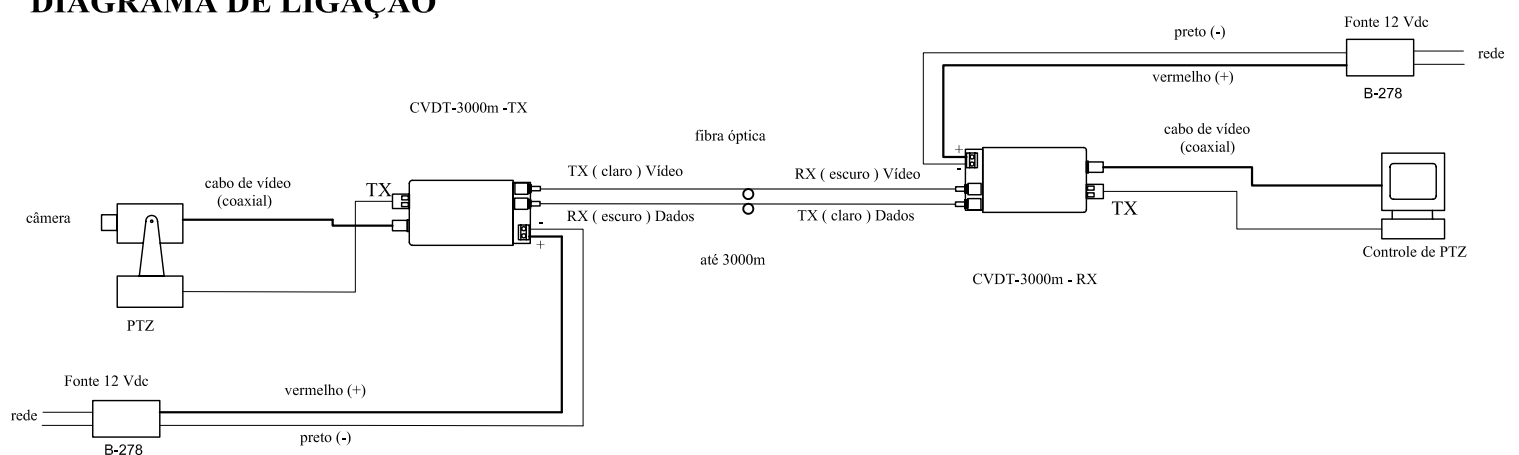 DIAGRAMA DE LIGAÇÃO
Fonte 12 Vdc
preto (-)
rede
vermelho (+)
B-278
CVDT-3000m -TX
fibra óptica
cabo de vídeo
(coaxial)
+
-
TX ( claro ) Vídeo
RX ( escuro ) Vídeo
cabo de vídeo
(coaxial)
TX
câmera
RX ( escuro ) Dados
TX ( claro ) Dados
TX
-
+
até 3000m
Controle de PTZ
CVDT-3000m - RX
PTZ
Fonte 12 Vdc
vermelho (+)
rede
preto (-)
B-278